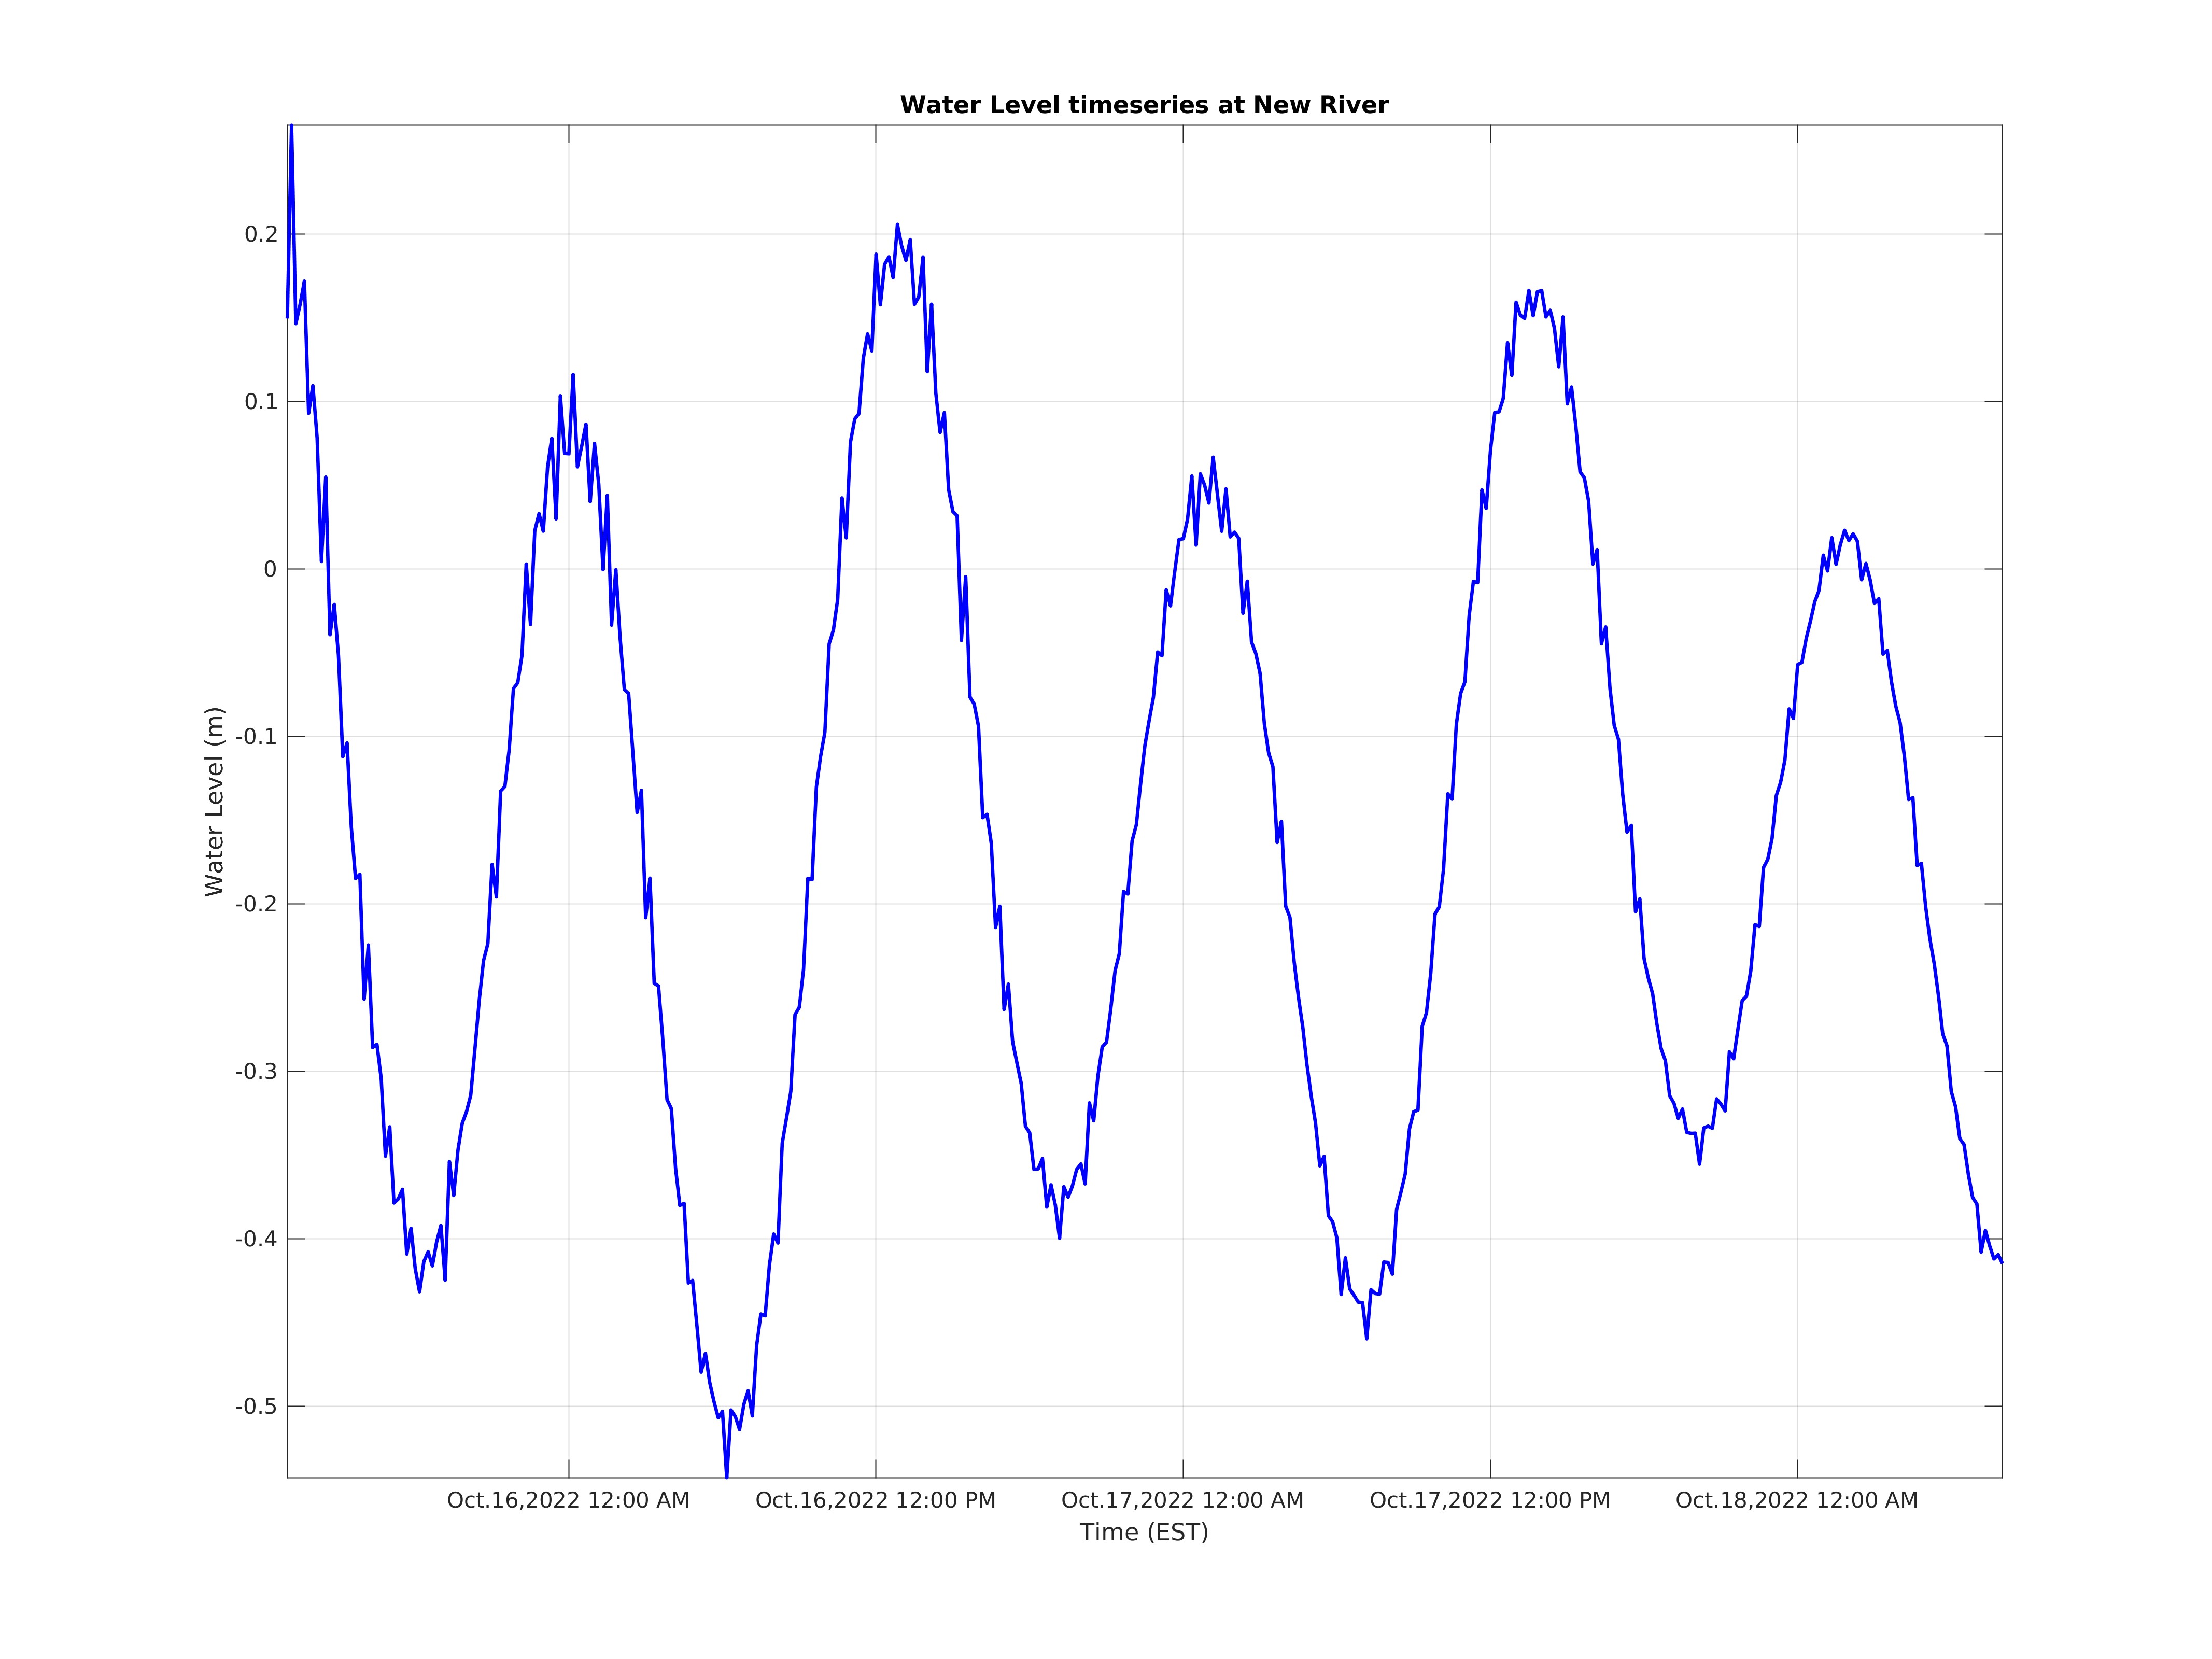 Water Level timeseries at New River
0.2
0.1
0
-0.1
-0.2
-0.3
-0.4
-0.5
Water Level (m)
Oct.16,2022 12:00 AM
Oct.16,2022 12:00 PM
Oct.17,2022 12:00 AM
Oct.17,2022 12:00 PM
Oct.18,2022 12:00 AM
Time (EST)